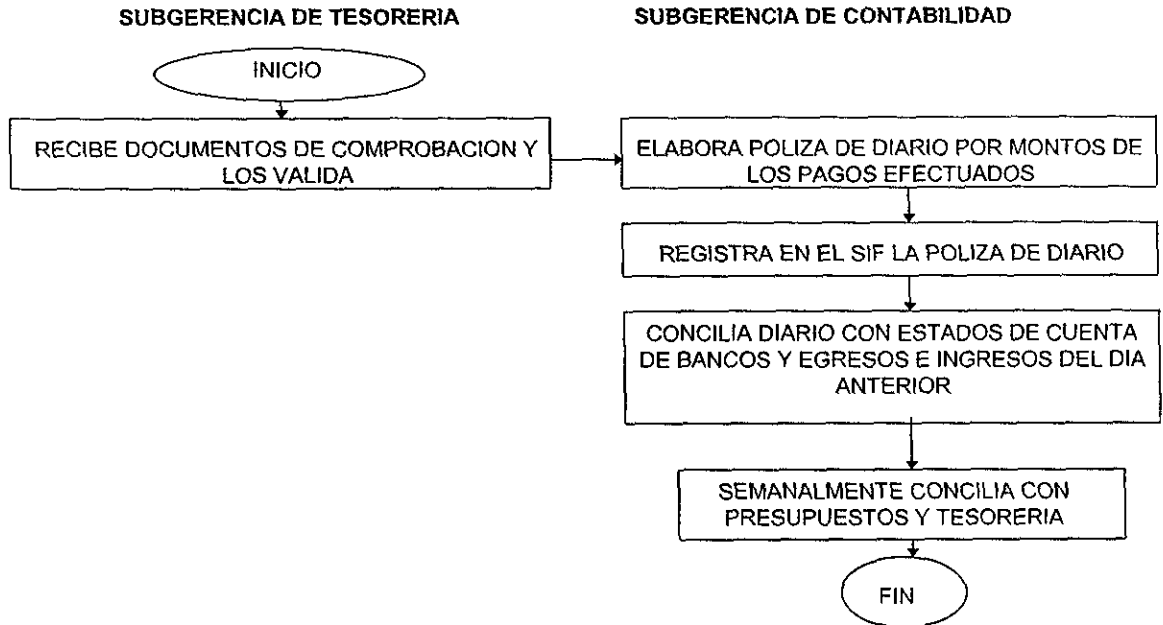 SUBGERENCIA DE TESORERIA
SUBGERENCIA DE CONTABILIDAD
INICIO
RECIBE DOCUMENTOS DE COMPROBACION Y
LOS VALIDA
ELABORA POLIZA DE DIARIO POR MONTOS DE
LOS PAGOS EFECTUADOS
REGISTRA EN EL SIF LA POLIZA DE DIARIO
CONCILIA DIARIO CON ESTADOS DE CUENTA
DE BANCOS Y EGRESOS E INGRESOS DEL DIA
ANTERIOR
SEMANALMENTE CONCILIA CON
PRESUPUESTOS Y TESORERIA
FIN